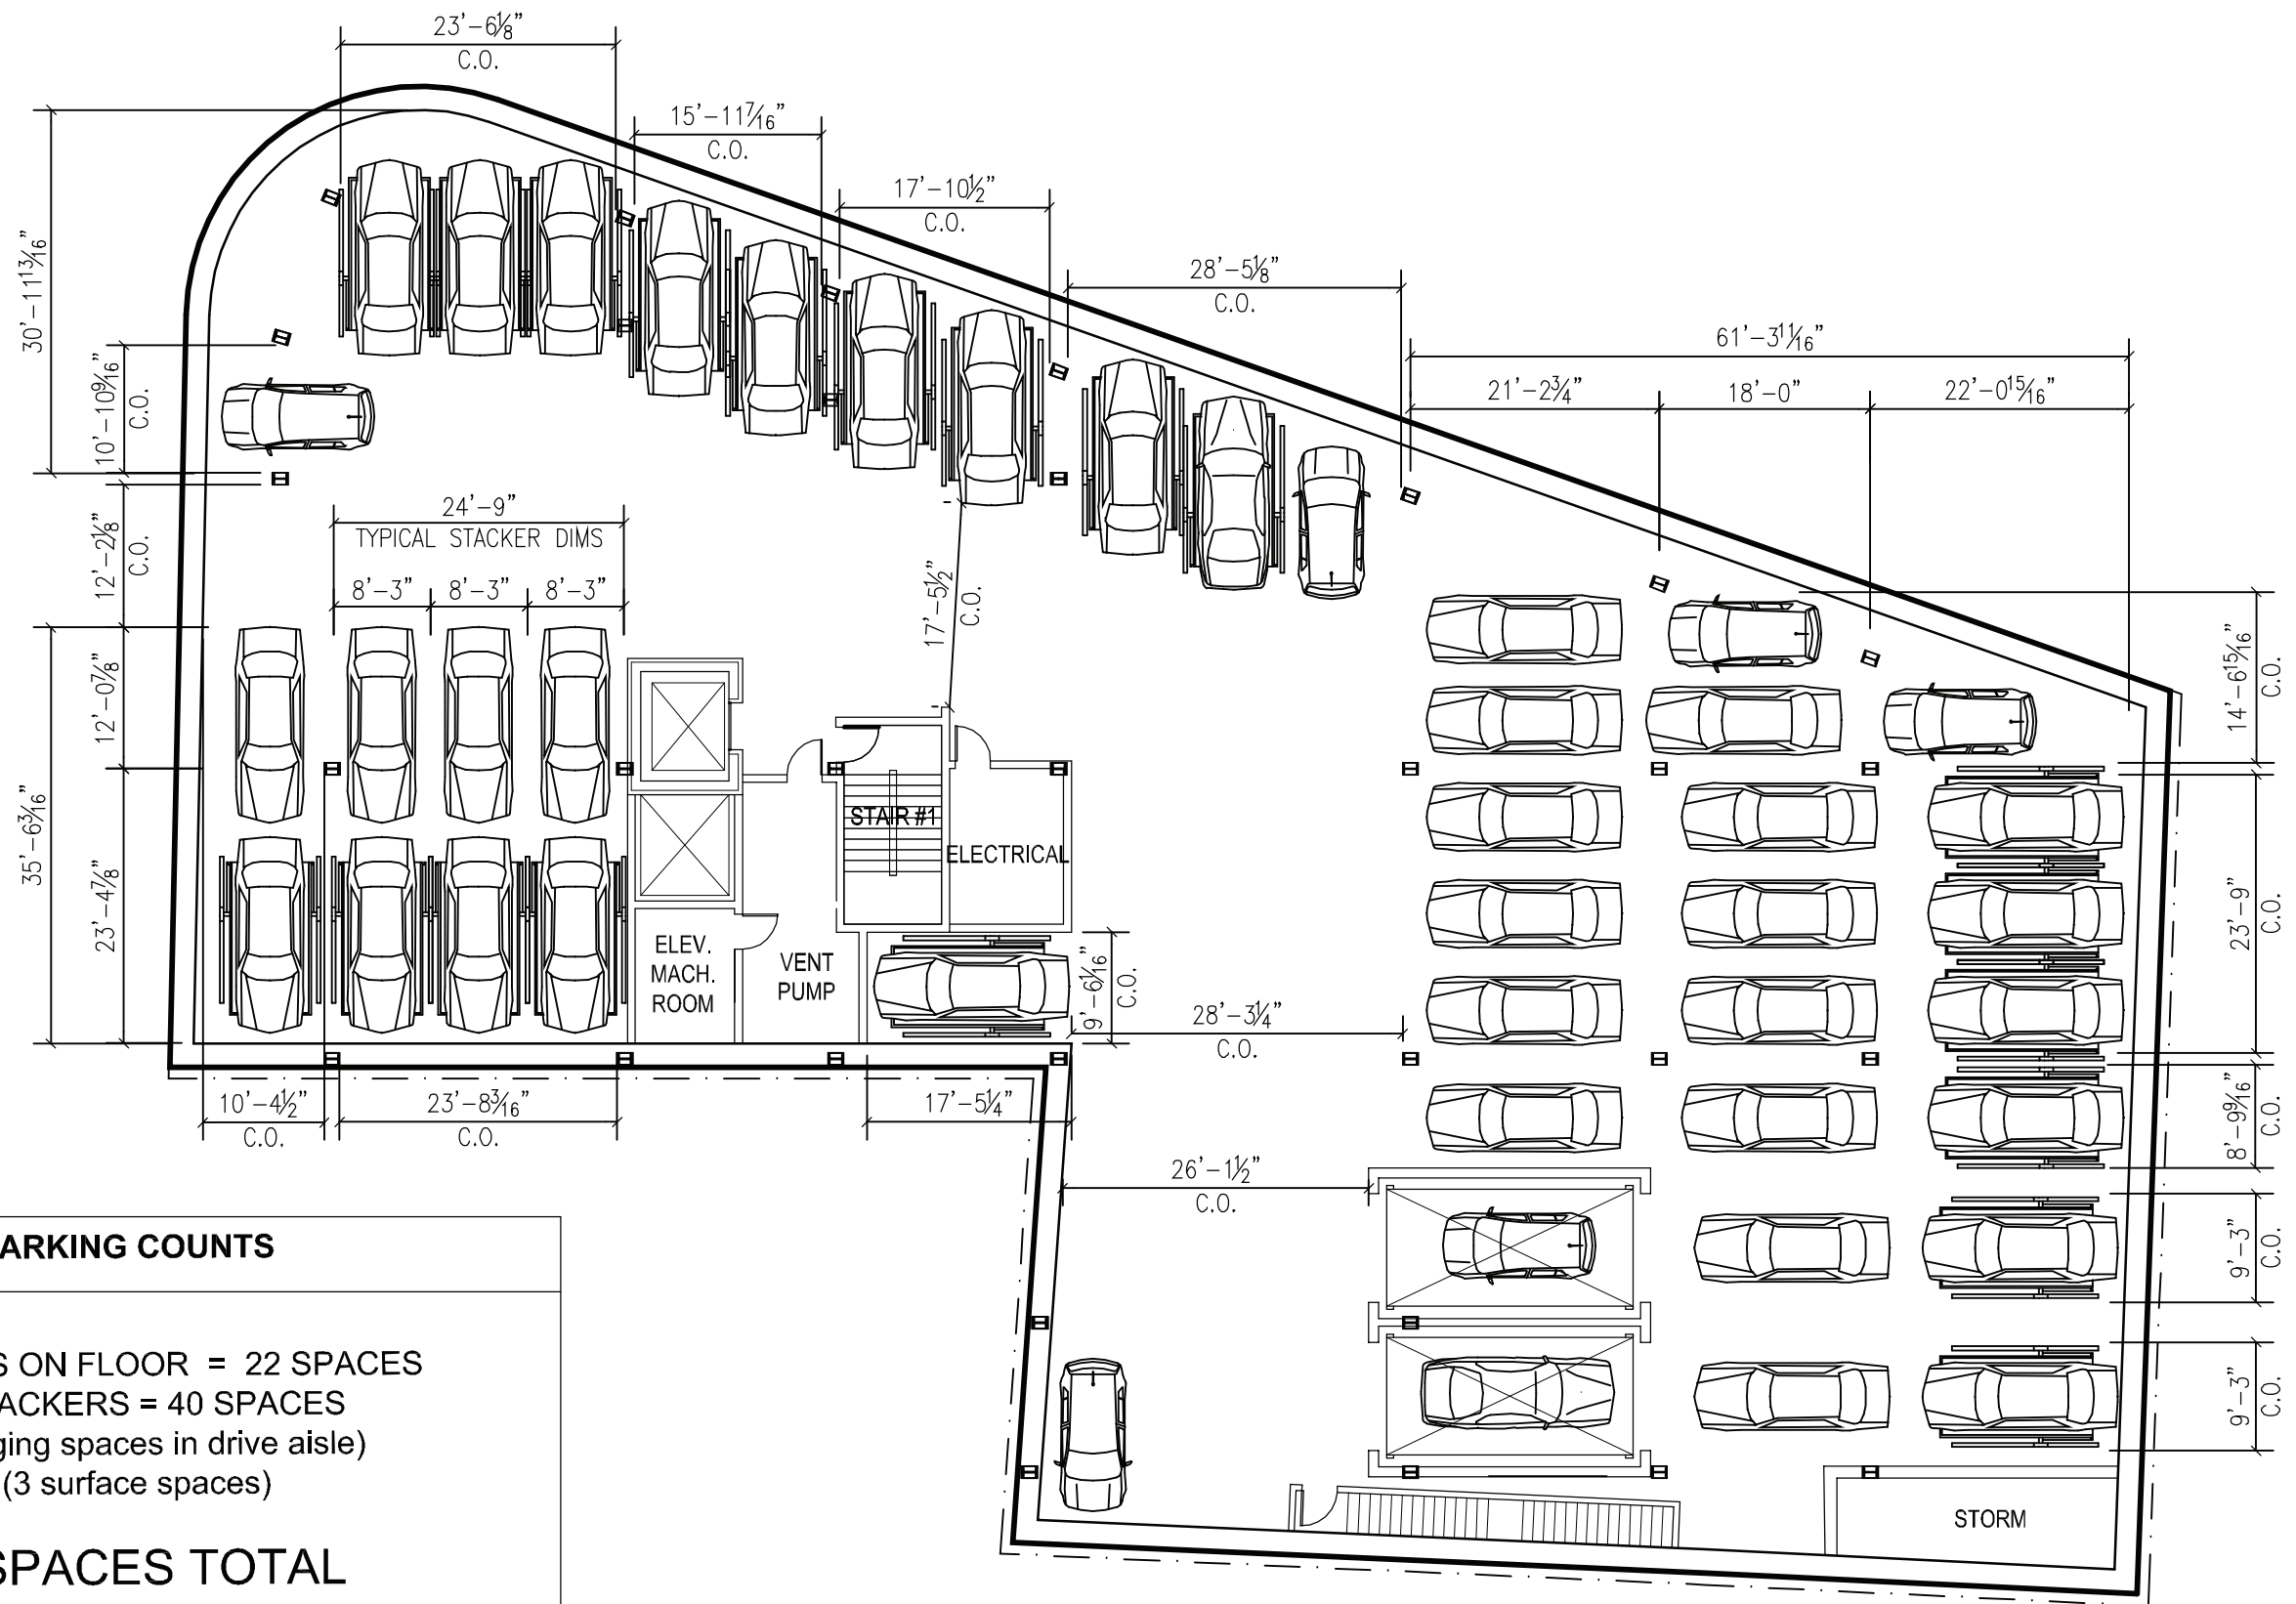 23'-6⅛"
C.O.
15'-11⁷⁄₁₆"
C.O.
17'-10½"
C.O.
28'-5⅛"
C.O.
61'-3¹¹⁄₁₆"
21'-2¾"
18'-0"
22'-0¹⁵⁄₁₆"
30'-11¹³⁄₁₆"
10'-10⁹⁄₁₆"
C.O.
12'-2⅛"
C.O.
24'-9"
TYPICAL STACKER DIMS
8'-3"
8'-3"
8'-3"
17'-5½"
C.O.
14'-6¹⁵⁄₁₆"
C.O.
12'-0⅞"
35'-6³⁄₁₆"
23'-4⅞"
STAIR #1
ELECTRICAL
ELEV.
MACH.
ROOM
VENT
PUMP
9'-6¹⁄₁₆"
C.O.
28'-3¼"
C.O.
23'-9"
C.O.
10'-4½"
C.O.
23'-8³⁄₁₆"
C.O.
17'-5¼"
8'-9⁹⁄₁₆"
C.O.
26'-1½"
C.O.
9'-3"
C.O.
9'-3"
C.O.
STORM
ARKING COUNTS
S ON FLOOR = 22 SPACES
TACKERS = 40 SPACES
ging spaces in drive aisle)
(3 surface spaces)
SPACES TOTAL